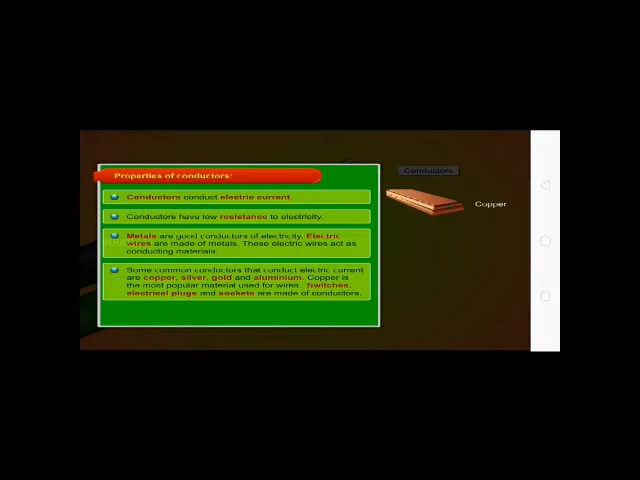 Properties of conductors:
Conductors
Conductors conduct electric current.
Copper
Conductors have low resistance to electricity.
Metals are good conductors of electricity. Electric
wires are made of metals. These electric wires act as
conducting materials.
Some common conductors that conduct electric current
are copper, silver, gold and aluminium. Copper is
the most popular material used for wires. Switches,
electrical plugs and sockets are made of conductors.